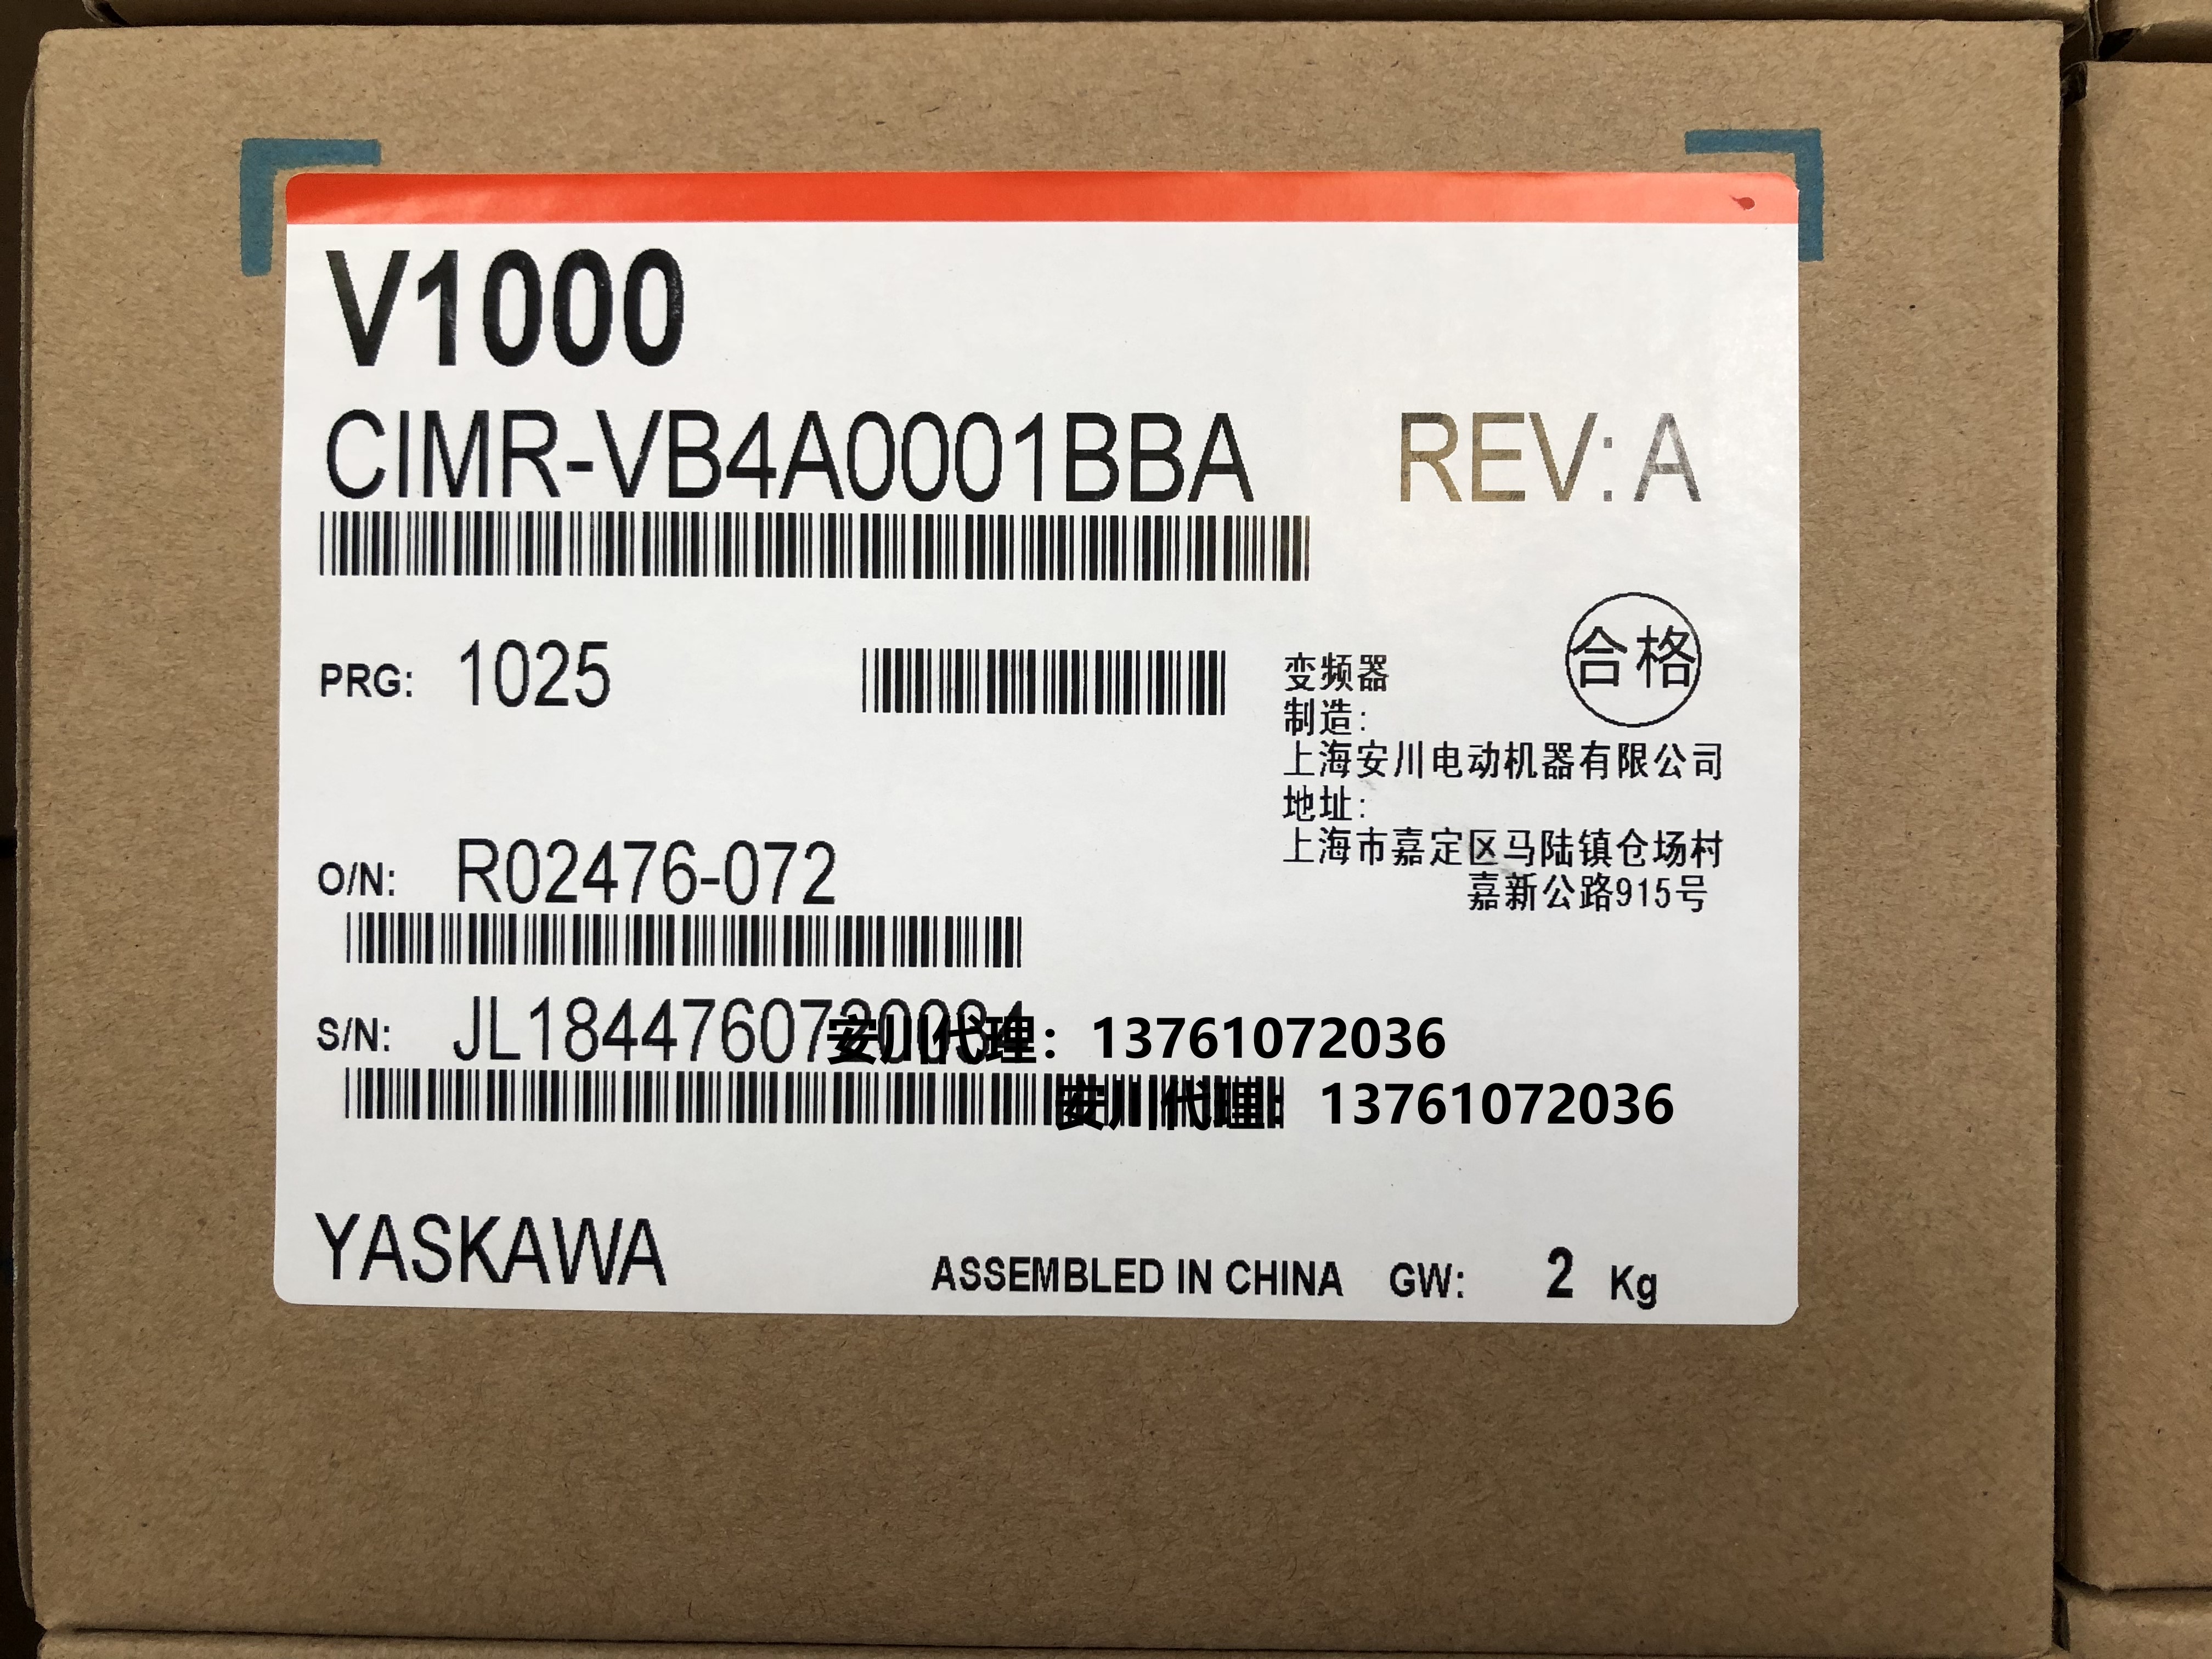 V1000
CIMR-VB4A0001BBA REV: A
PRG: 1025
合格
变频器
制造:
上海安川电动机器有限公司
地址:
上海市嘉定区马陆镇仓场村
嘉新公路915号
O/N: R02476-072
S/N:
安川代理：13761072036
安川代理：13761072036
YASKAWA
ASSEMBLED IN CHINA GW: 2 Kg